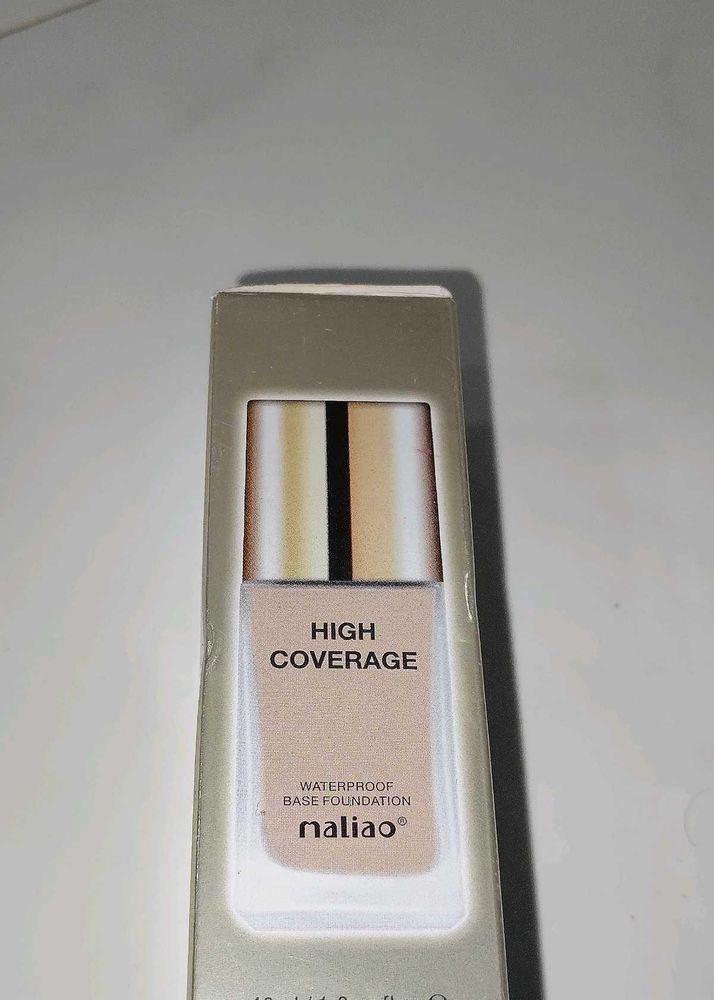 HIGH
COVERAGE
WATERPROOF
BASE FOUNDATION
maliao®